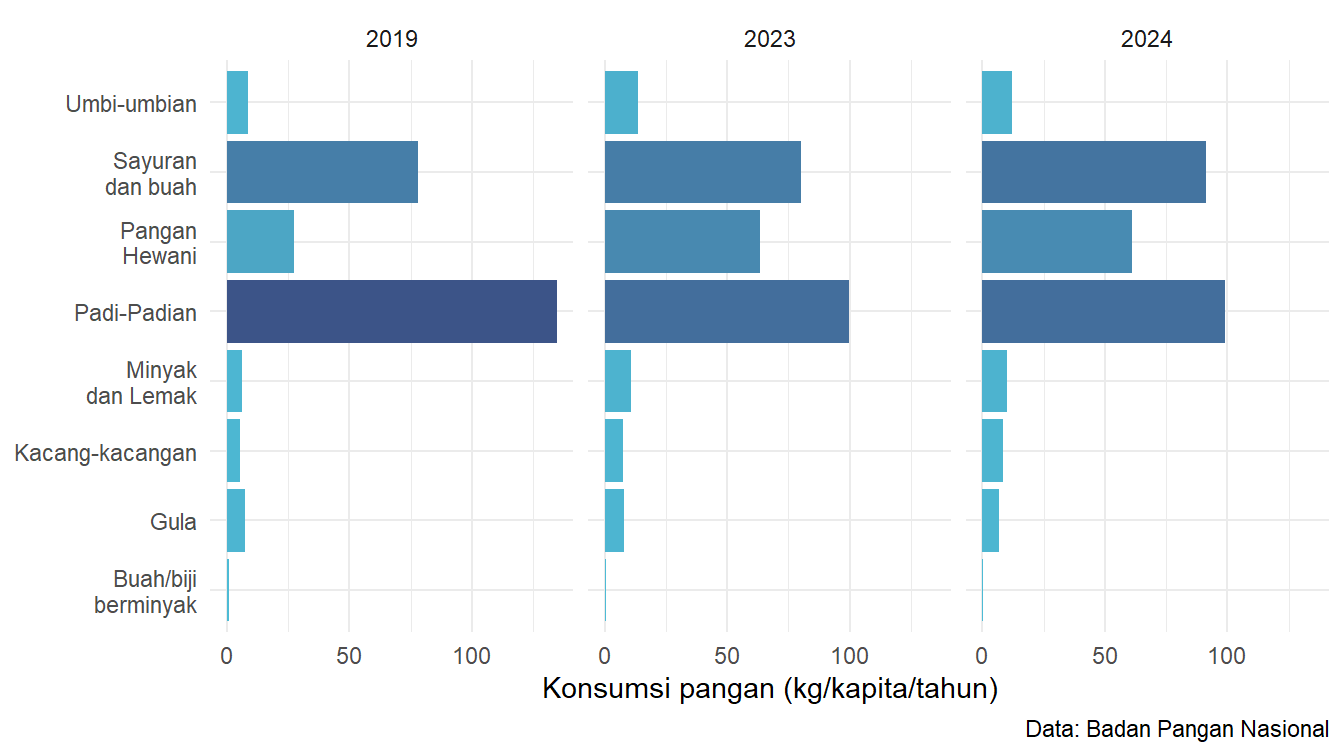 2019 2023 2024
Umbi-umbian
Sayuran
dan buah
Pangan
Hewani
Padi-Padian
Minyak
dan Lemak
Kacang-kacangan
Gula
Buah/biji
berminyak
0 50 100 0 50 100 0 50 100
Konsumsi pangan (kg/kapita/tahun)
Data: Badan Pangan Nasional